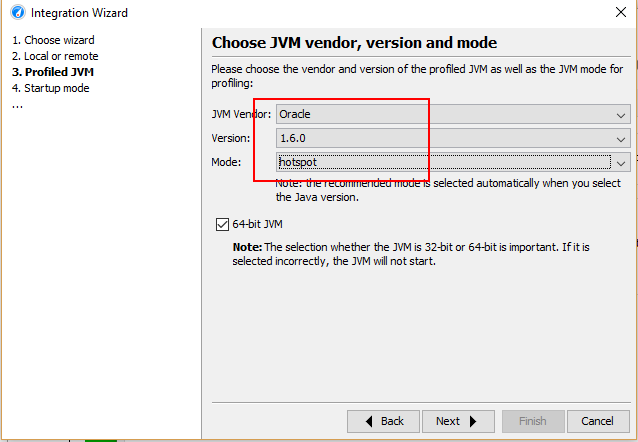 Integration Wizard
1. Choose wizard
2. Local or remote
3. Profiled JVM
4. Startup mode
...
Choose JVM vendor, version and mode
Please choose the vendor and version of the profiled JVM as well as the JVM mode for
profiling:
JVM Vendor: Oracle
Version: 1.6.0
Mode: hotspot
Note: the recommended mode is selected automatically when you select
the Java version.
64-bit JVM
Note: The selection whether the JVM is 32-bit or 64-bit is important. If it is
selected incorrectly, the JVM will not start.
Back Next Finish Cancel